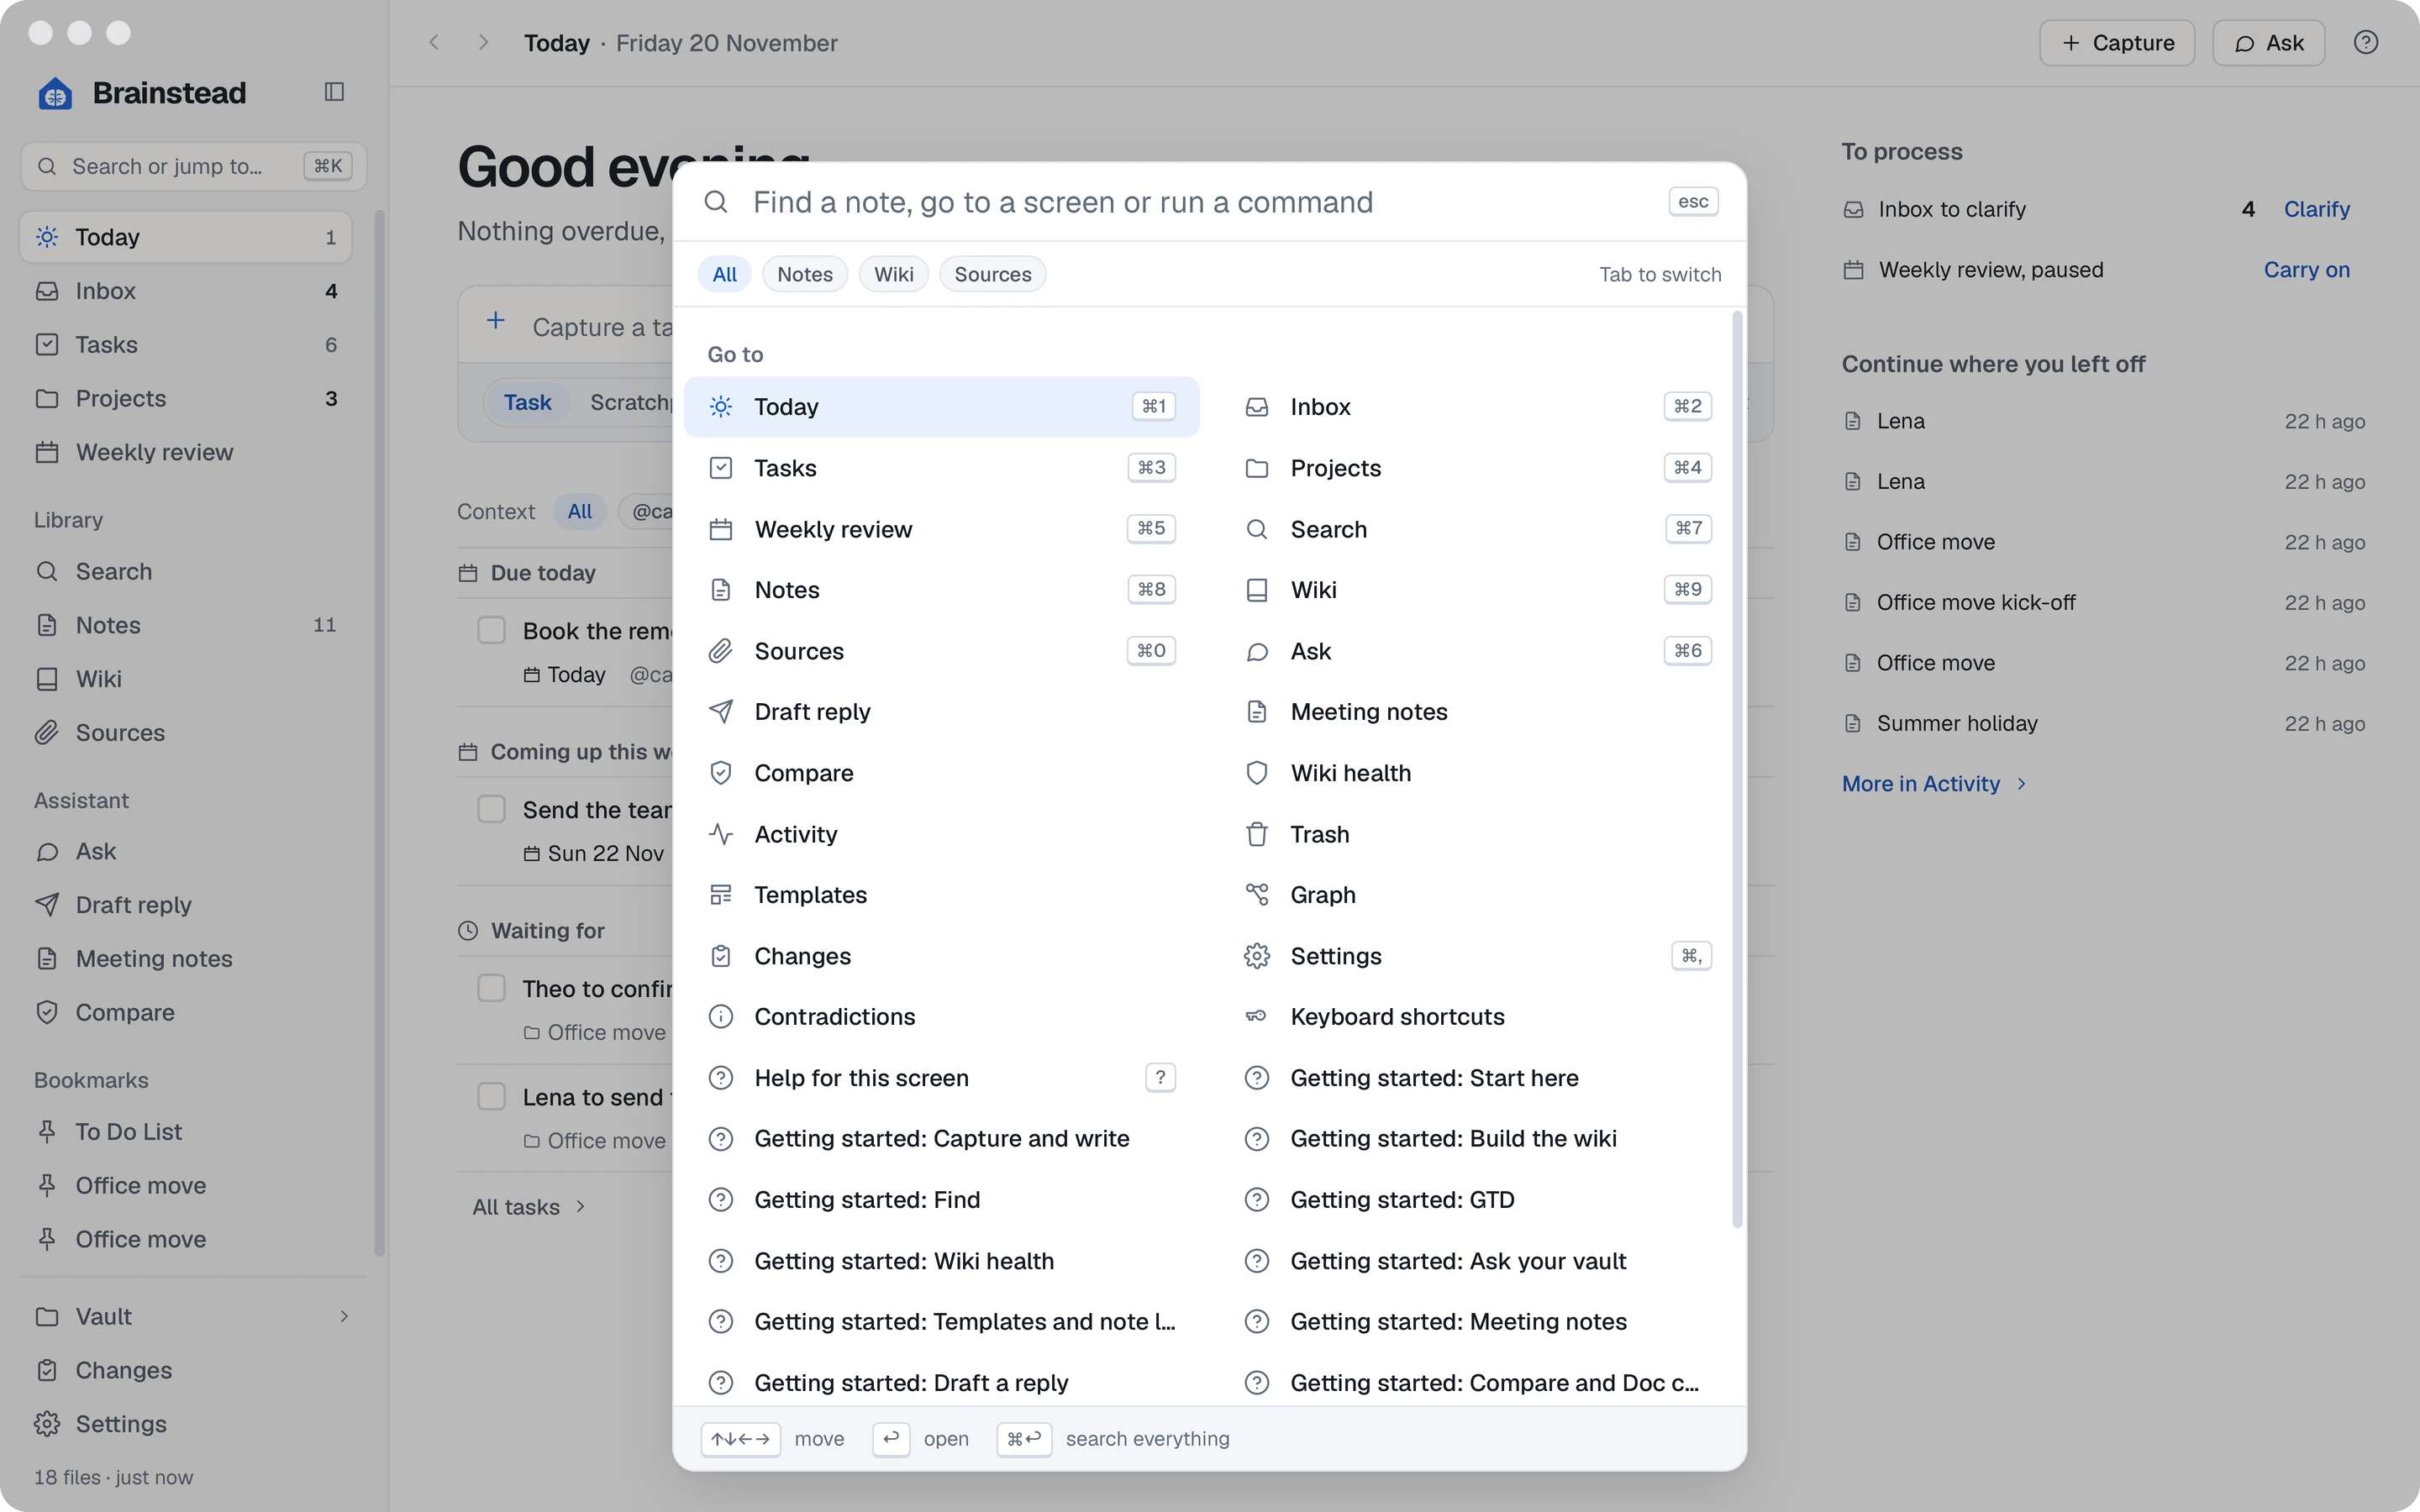 Today · Friday 20 November
Capture
Ask
Brainstead
Search or jump to...
⌘K
Today 1
Inbox 4
Tasks 6
Projects 3
Weekly review
Library
Search
Notes 11
Wiki
Sources
Assistant
Ask
Draft reply
Meeting notes
Compare
Bookmarks
To Do List
Office move
Office move
Vault
Changes
Settings
18 files · just now
Good evening
Nothing overdue,
Capture a
Task
Context All
Due today
Book the
Today
Coming up this
Send the
Sun 22 Nov
Waiting for
Theo to
Office move
Lena to send
Office move
All tasks
Find a note, go to a screen or run a command esc
All Notes Wiki Sources Tab to switch
Go to
Today ⌘1 Inbox ⌘2
Tasks ⌘3 Projects ⌘4
Weekly review ⌘5 Search ⌘7
Notes ⌘8 Wiki ⌘9
Sources ⌘0 Ask ⌘6
Draft reply Meeting notes
Compare Wiki health
Activity Trash
Templates Graph
Changes Settings ⌘,
Contradictions Keyboard shortcuts
Help for this screen ? Getting started: Start here
Getting started: Capture and write Getting started: Build the wiki
Getting started: Find Getting started: GTD
Getting started: Wiki health Getting started: Ask your vault
Getting started: Templates and note l... Getting started: Meeting notes
Getting started: Draft a reply Getting started: Compare and Doc c...
↑↓←→ move ↩ open ⌘↩ search everything
To process
Inbox to clarify 4 Clarify
Weekly review, paused Carry on
Continue where you left off
Lena 22 h ago
Lena 22 h ago
Office move 22 h ago
Office move kick-off 22 h ago
Office move 22 h ago
Summer holiday 22 h ago
More in Activity